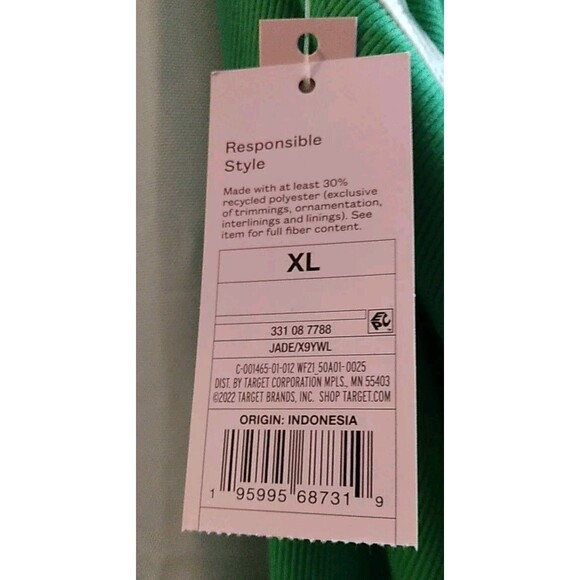 Responsible
Style
Made with at least 30%
recycled polyester (exclusive
of trimmings, ornamentation,
interlinings and linings). See
item for full fiber content.
XL
331 08 7788
EPC
JADE/X9YWL
C-001465-01-012 WF21 50A01-0025
DIST. BY TARGET CORPORATION MPLS., MN 55403
©2022 TARGET BRANDS, INC. SHOP TARGET.COM
ORIGIN: INDONESIA
1 95995 68731 9